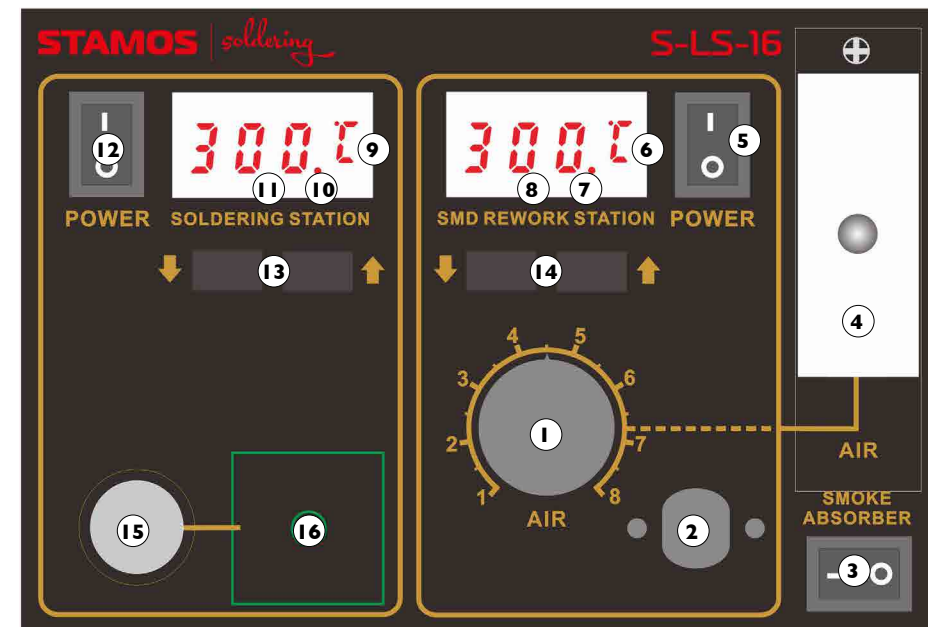 STAMOS soldering S-LS-16
I O
12
300.℃
9
11 10
POWER SOLDERING STATION
13
15
16
300.℃
6
8 7
I O
5
SMD REWORK STATION POWER
14
1 2 3 4 5 6 7 8
1
AIR
2
4
AIR
SMOKE
ABSORBER
- O
3